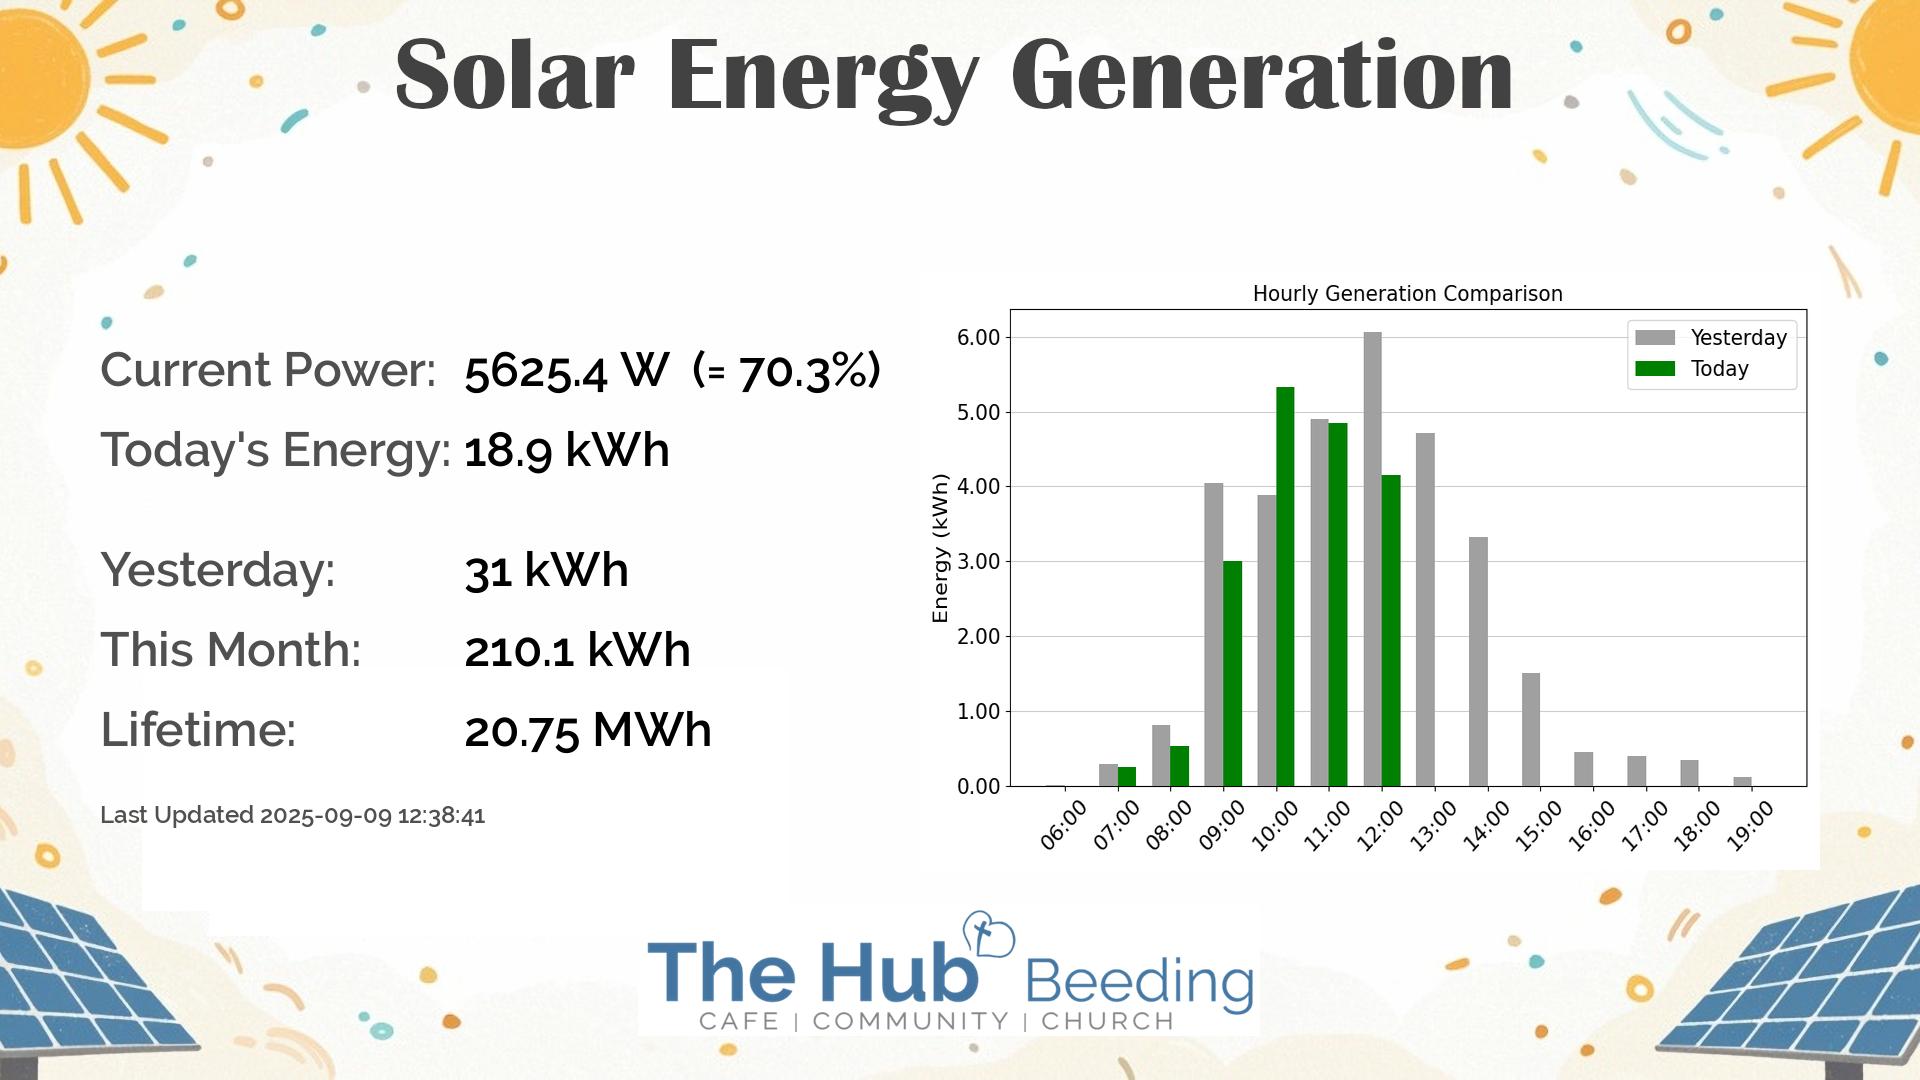 Solar Energy Generation
Current Power: 5625.4 W (= 70.3%)
Today's Energy: 18.9 kWh
Yesterday: 31 kWh
This Month: 210.1 kWh
Lifetime: 20.75 MWh
Last Updated 2025-09-09 12:38:41
Hourly Generation Comparison
Yesterday
Today
Energy (kWh)
6.00
5.00
4.00
3.00
2.00
1.00
0.00
06:00 07:00 08:00 09:00 10:00 11:00 12:00 13:00 14:00 15:00 16:00 17:00 18:00 19:00
The Hub Beeding
CAFE | COMMUNITY | CHURCH